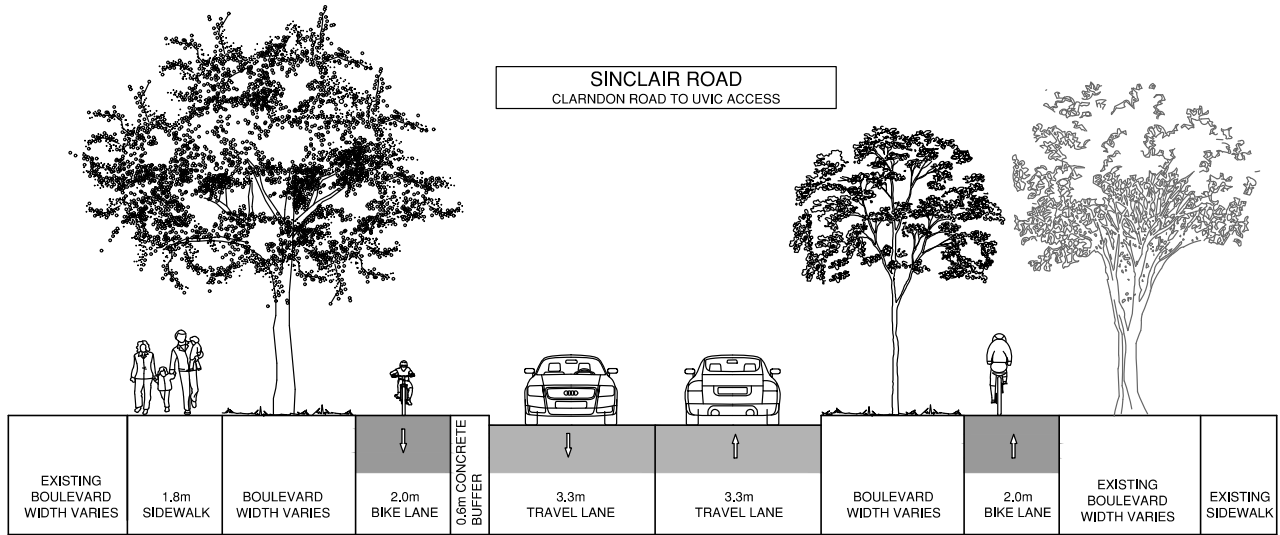 SINCLAIR ROAD
CLARNDON ROAD TO UVIC ACCESS
EXISTING
BOULEVARD
WIDTH VARIES
1.8m
SIDEWALK
BOULEVARD
WIDTH VARIES
2.0m
BIKE LANE
0.6m CONCRETE
BUFFER
3.3m
TRAVEL LANE
3.3m
TRAVEL LANE
BOULEVARD
WIDTH VARIES
2.0m
BIKE LANE
EXISTING
BOULEVARD
WIDTH VARIES
EXISTING
SIDEWALK